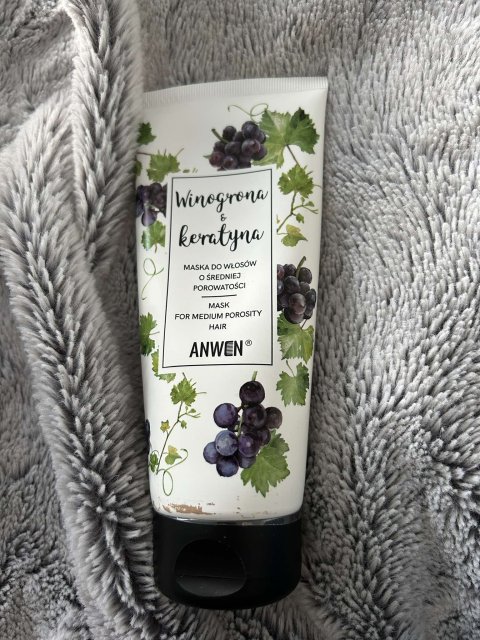 Winogrona
&
keratyna
MASKA DO WŁOSÓW
O ŚREDNIEJ
POROWATOŚCI
MASK
FOR MEDIUM POROSITY
HAIR
ANWEN®